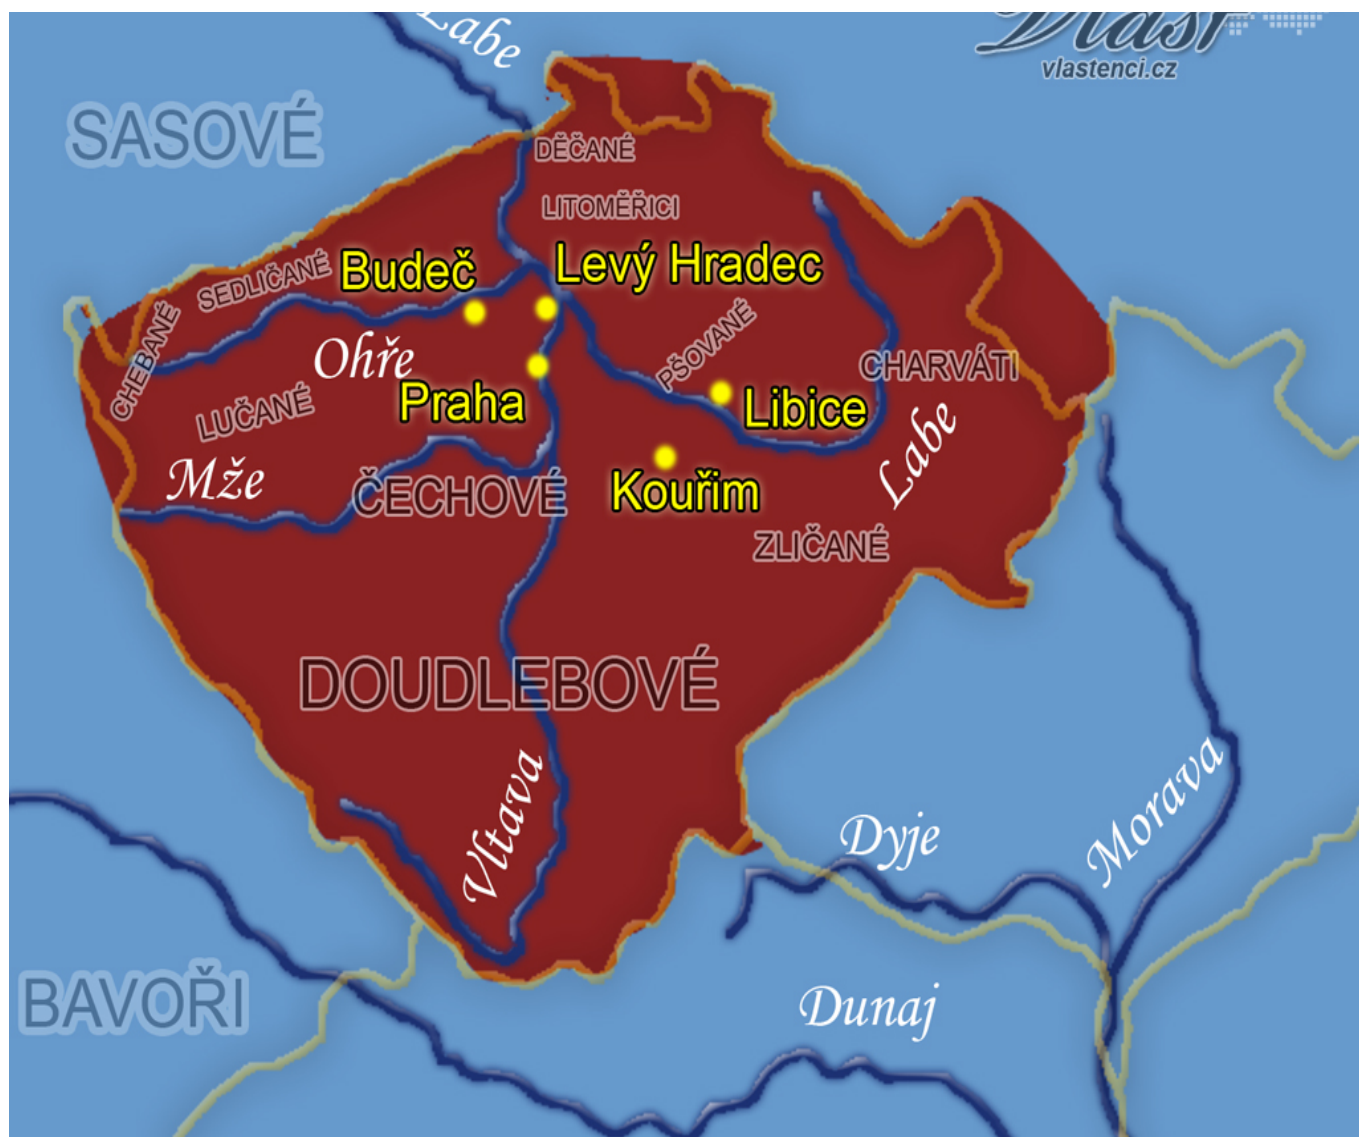 Labe
Vlast
vlastenci.cz
SASOVÉ
DĚČANÉ
LITOMĚŘICI
SEDLIČANÉ
Budeč
Levý Hradec
CHEBANÉ
Ohře
PŠOVANÉ
CHARVÁTI
LUČANÉ
Praha
Libice
Labe
Mže
ČECHOVÉ
Kouřim
ZLIČANÉ
DOUDLEBOVÉ
Vltava
Dyje
Morava
BAVOŘI
Dunaj